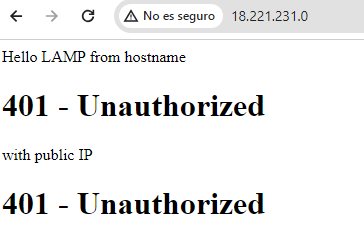 No es seguro 18.221.231.0
Hello LAMP from hostname
401 - Unauthorized
with public IP
401 - Unauthorized